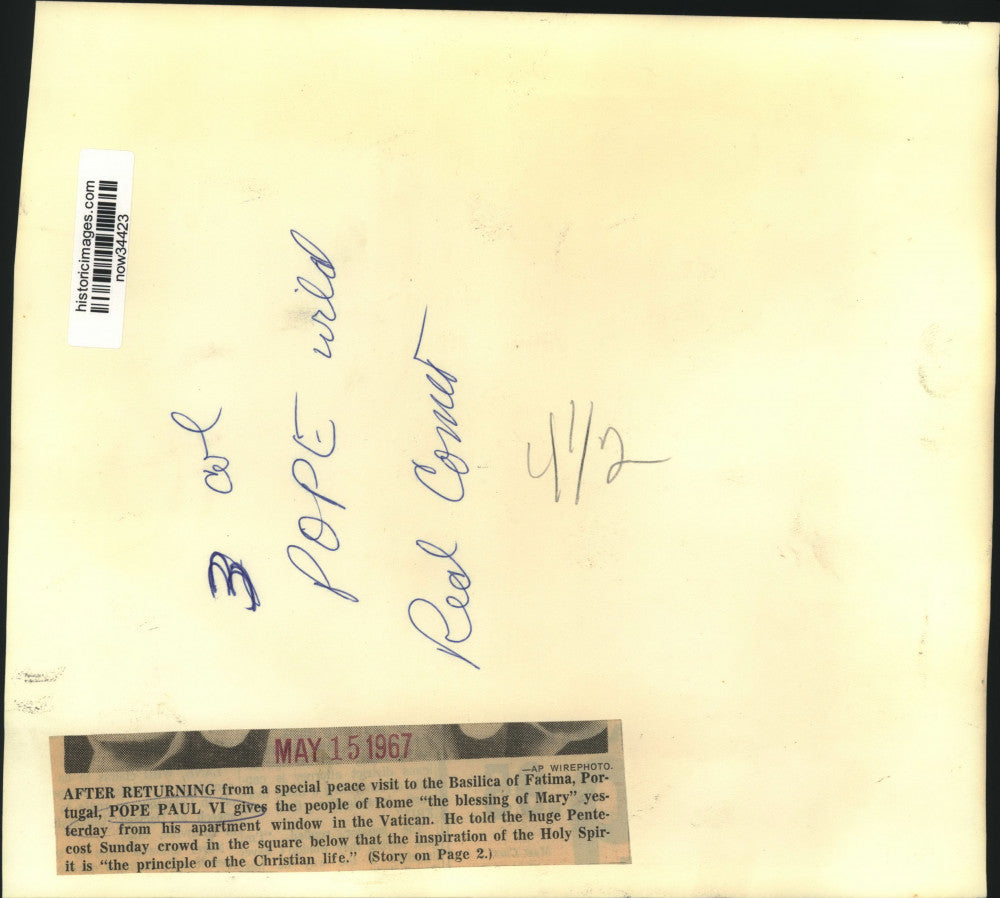 historicimages.com
now34423
3 col
POPE wild
Real Comet
4 1/2
MAY 15 1967
—AP WIREPHOTO.
AFTER RETURNING from a special peace visit to the Basilica of Fatima, Por-
tugal, POPE PAUL VI gives the people of Rome "the blessing of Mary" yes-
terday from his apartment window in the Vatican. He told the huge Pente-
cost Sunday crowd in the square below that the inspiration of the Holy Spir-
it is "the principle of the Christian life." (Story on Page 2.)